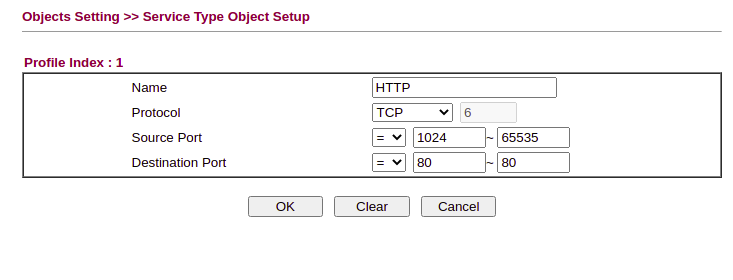 Objects Setting >> Service Type Object Setup
Profile Index : 1
Name HTTP
Protocol TCP 6
Source Port = 1024 ~ 65535
Destination Port = 80 ~ 80
OK Clear Cancel